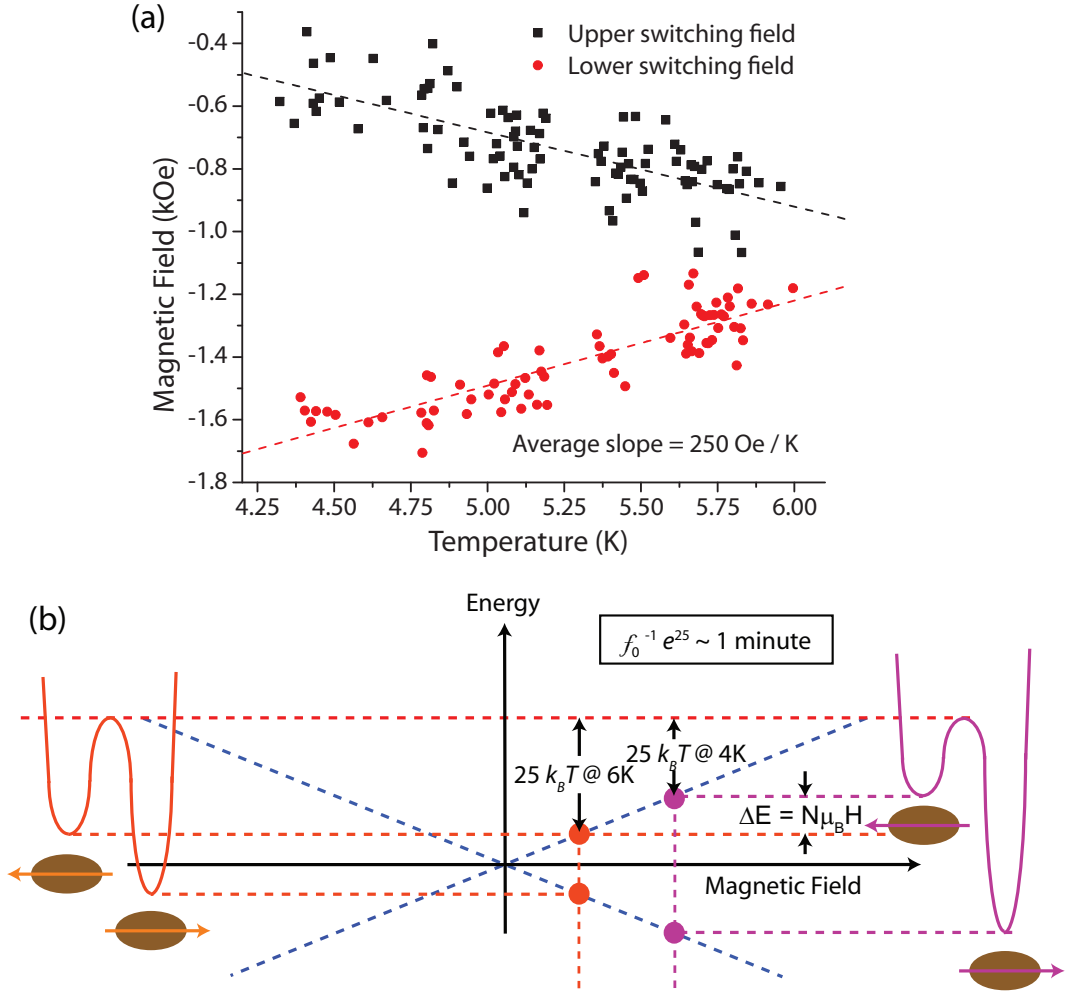 (a)
Upper switching field
Lower switching field
-0.4
-0.6
-0.8
-1.0
-1.2
-1.4
-1.6
-1.8
Magnetic Field (kOe)
Average slope = 250 Oe / K
4.25 4.50 4.75 5.00 5.25 5.50 5.75 6.00
Temperature (K)
(b)
Energy
f₀⁻¹ e²⁵ ~ 1 minute
25 k_BT @ 6K
25 k_BT @ 4K
ΔE = Nμ_BH
Magnetic Field